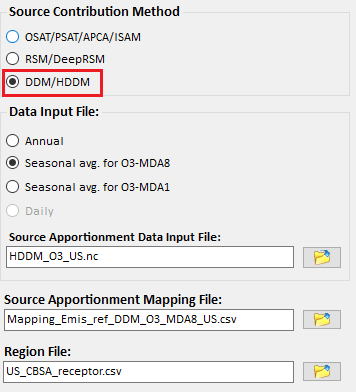 Source Contribution Method
OSAT/PSAT/APCA/ISAM
RSM/DeepRSM
DDM/HDDM
Data Input File:
Annual
Seasonal avg. for O3-MDA8
Seasonal avg. for O3-MDA1
Daily
Source Apportionment Data Input File:
HDDM_O3_US.nc
Source Apportionment Mapping File:
Mapping_Emis_ref_DDM_O3_MDA8_US.csv
Region File:
US_CBSA_receptor.csv